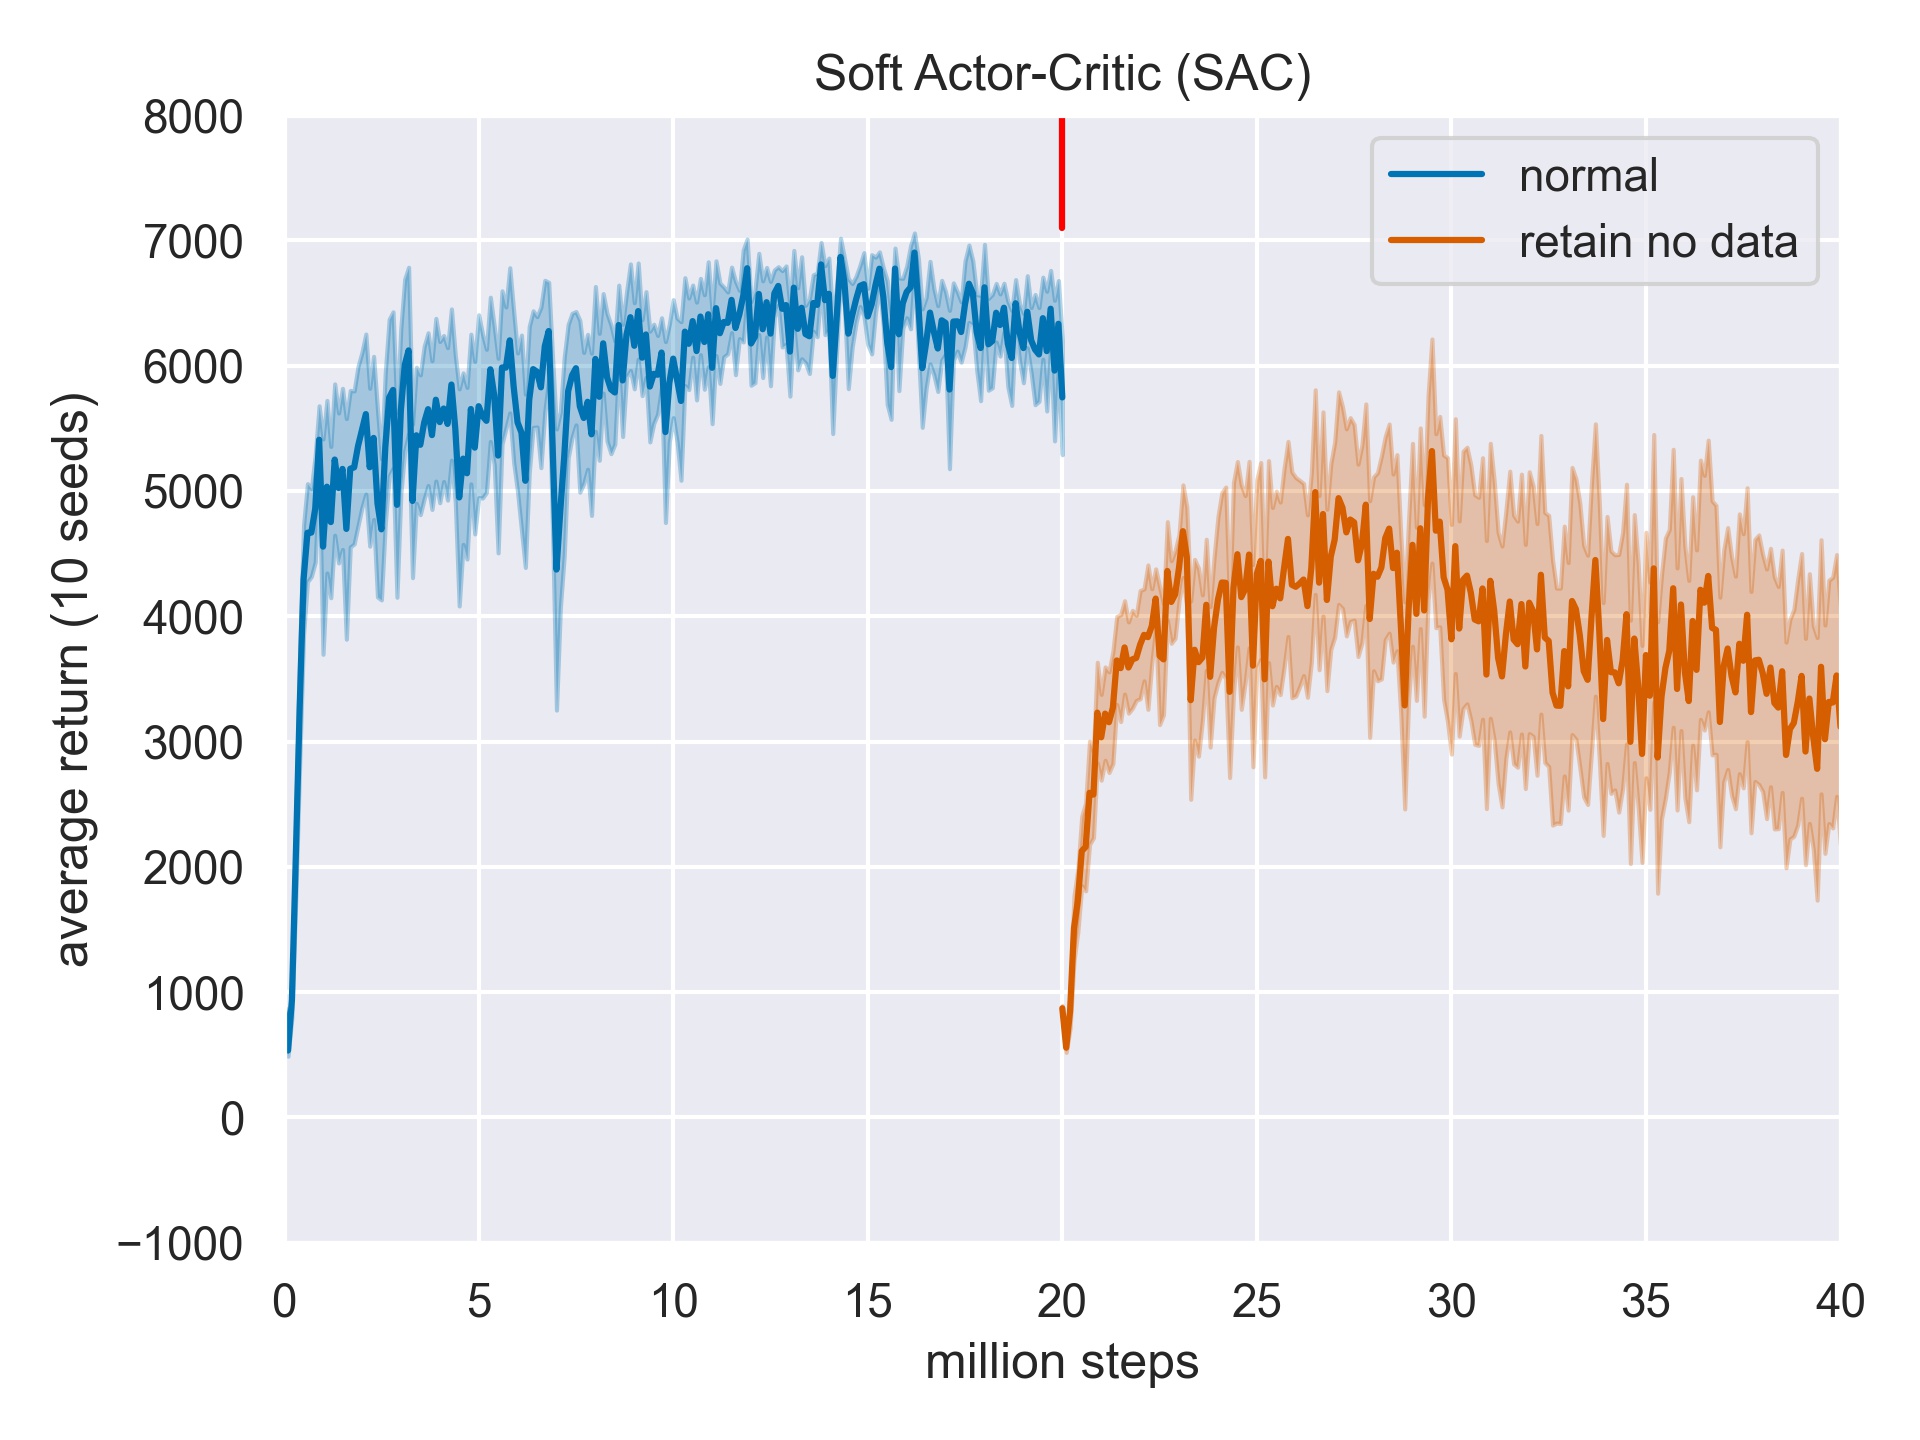 Soft Actor-Critic (SAC)
8000
7000
6000
5000
4000
3000
2000
1000
0
−1000
average return (10 seeds)
normal
retain no data
0 5 10 15 20 25 30 35 40
million steps